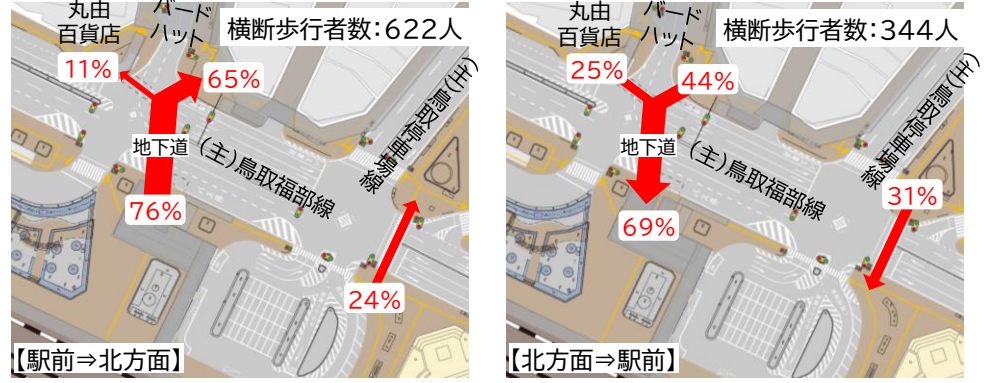 丸由
百貨店
バード
ハット
横断歩行者数：622人
11%
65%
地下道
(主)鳥取福部線
(主)鳥取停車場線
76%
24%
【駅前⇒北方面】
丸由
百貨店
バード
ハット
横断歩行者数：344人
25%
44%
地下道
(主)鳥取福部線
(主)鳥取停車場線
69%
31%
【北方面⇒駅前】